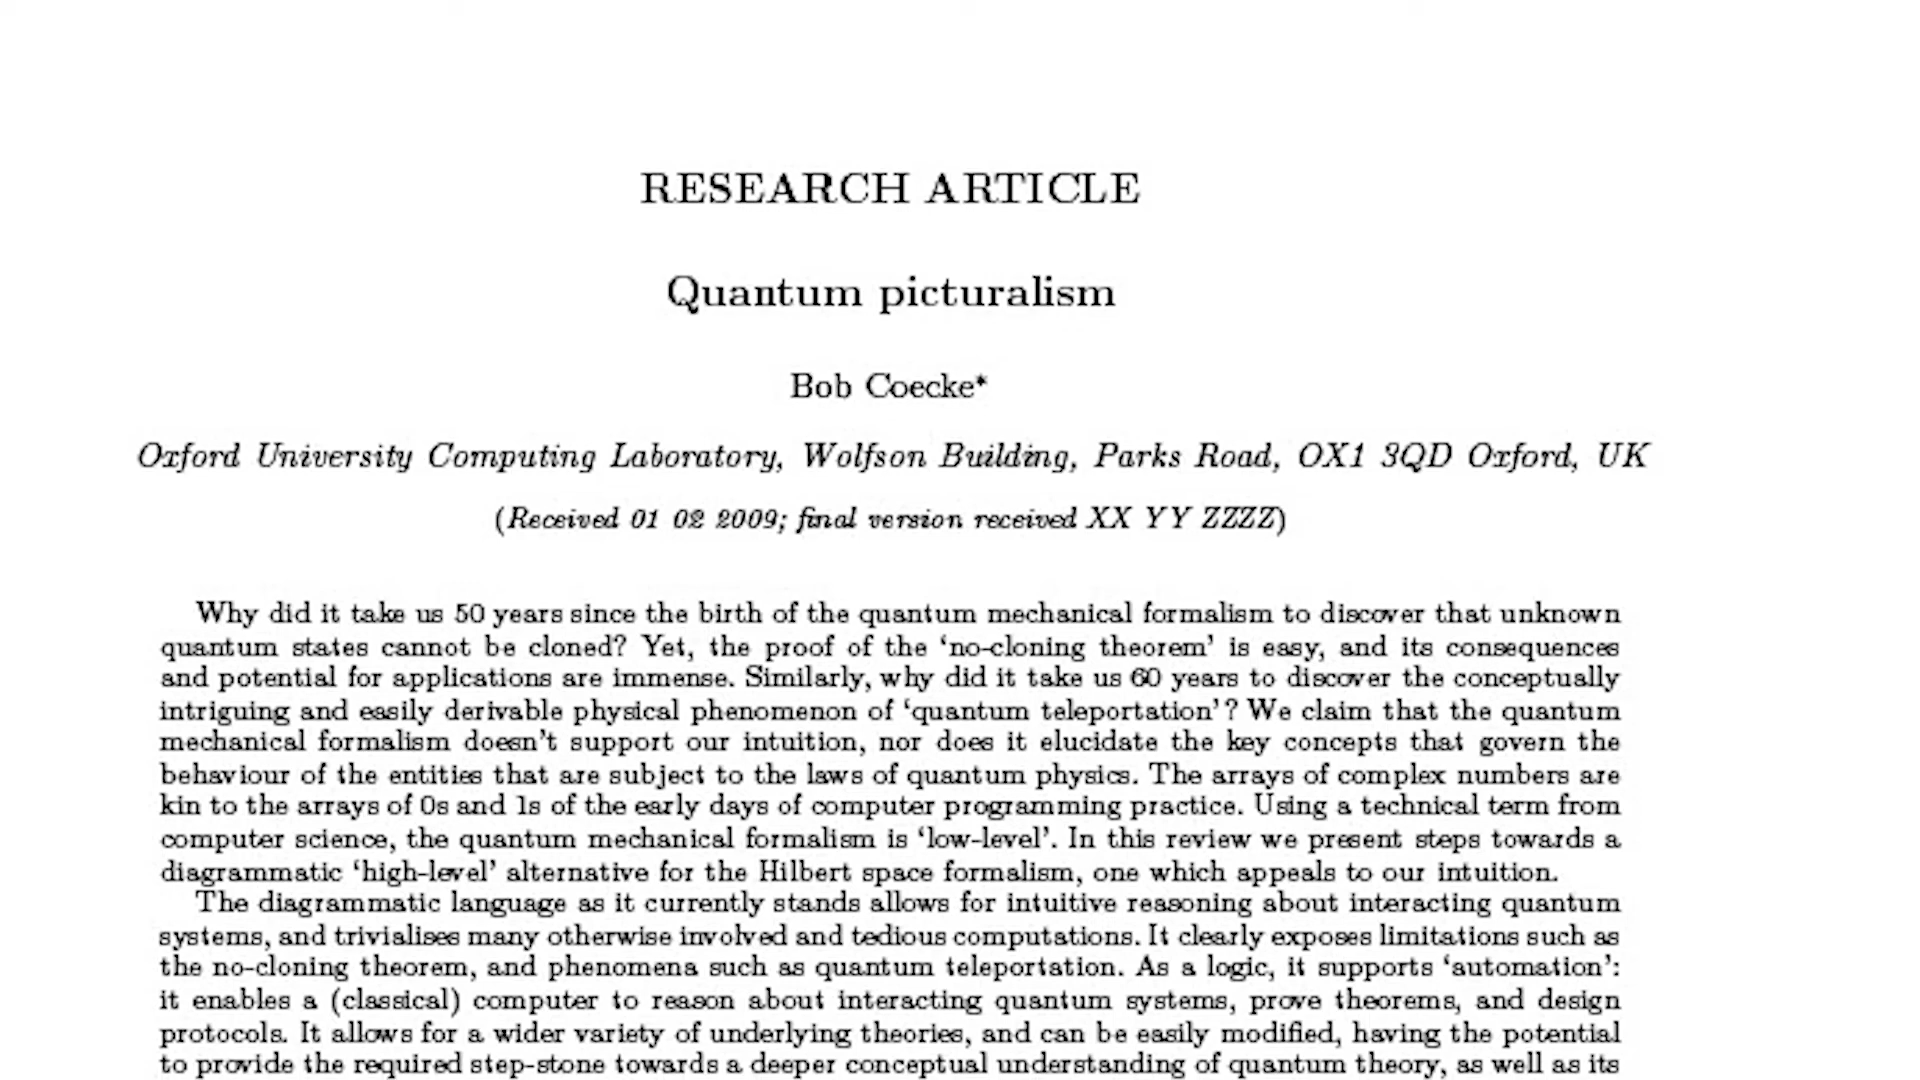 RESEARCH ARTICLE
Quantum picturalism
Bob Coecke*
Oxford University Computing Laboratory, Wolfson Building, Parks Road, OX1 3QD Oxford, UK
(Received 01 02 2009; final version received XX YY ZZZZ)
Why did it take us 50 years since the birth of the quantum mechanical formalism to discover that unknown
quantum states cannot be cloned? Yet, the proof of the ‘no-cloning theorem’ is easy, and its consequences
and potential for applications are immense. Similarly, why did it take us 60 years to discover the conceptually
intriguing and easily derivable physical phenomenon of ‘quantum teleportation’? We claim that the quantum
mechanical formalism doesn’t support our intuition, nor does it elucidate the key concepts that govern the
behaviour of the entities that are subject to the laws of quantum physics. The arrays of complex numbers are
kin to the arrays of 0s and 1s of the early days of computer programming practice. Using a technical term from
computer science, the quantum mechanical formalism is ‘low-level’. In this review we present steps towards a
diagrammatic ‘high-level’ alternative for the Hilbert space formalism, one which appeals to our intuition.
The diagrammatic language as it currently stands allows for intuitive reasoning about interacting quantum
systems, and trivialises many otherwise involved and tedious computations. It clearly exposes limitations such as
the no-cloning theorem, and phenomena such as quantum teleportation. As a logic, it supports ‘automation’:
it enables a (classical) computer to reason about interacting quantum systems, prove theorems, and design
protocols. It allows for a wider variety of underlying theories, and can be easily modified, having the potential
to provide the required step-stone towards a deeper conceptual understanding of quantum theory, as well as its